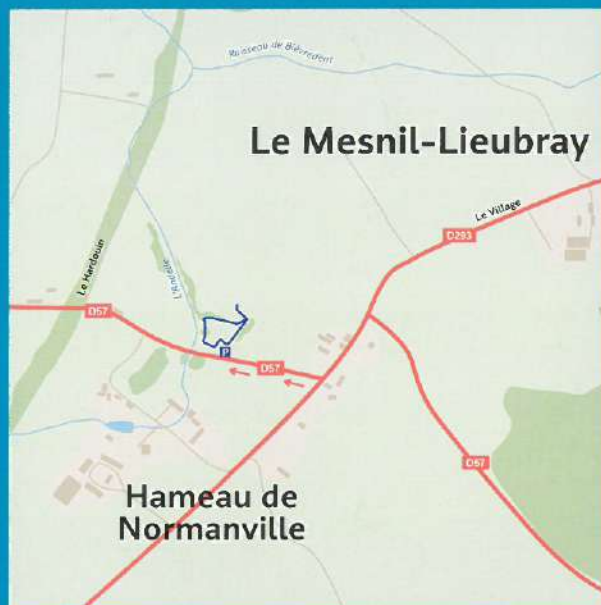 Ruisseau de Bièvredent
Le Mesnil-Lieubray
Le Village
D293
Le Hardouin
L'Andelle
D57
P
D57
D57
Hameau de
Normanville